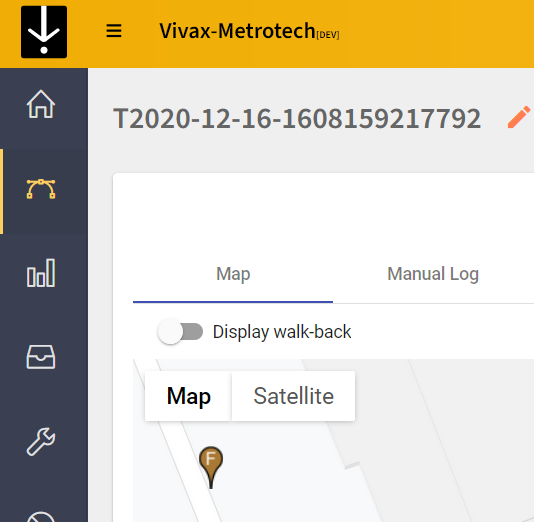 Vivax-Metrotech[DEV]
T2020-12-16-1608159217792
Map Manual Log
Display walk-back
Map Satellite
F